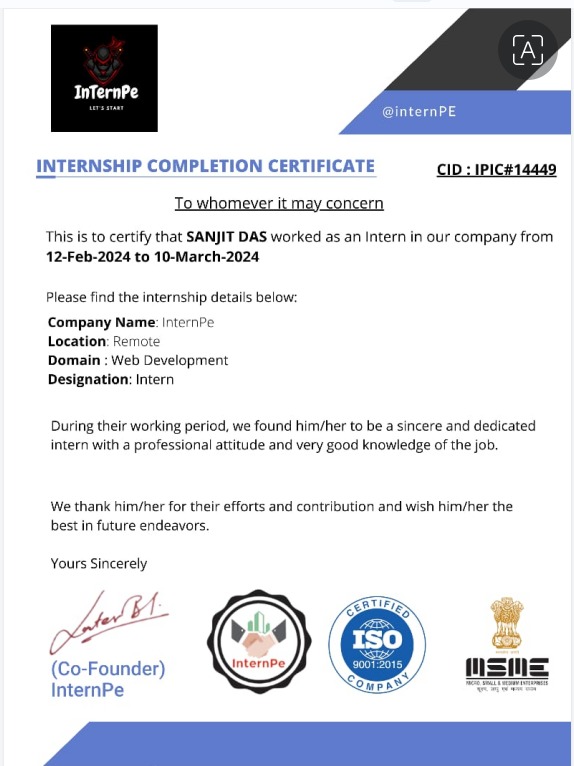 InTernPe
LET'S START
A
@internPE
INTERNSHIP COMPLETION CERTIFICATE
CID : IPIC#14449
To whomever it may concern
This is to certify that SANJIT DAS worked as an Intern in our company from
12-Feb-2024 to 10-March-2024
Please find the internship details below:
Company Name: InternPe
Location: Remote
Domain : Web Development
Designation: Intern
During their working period, we found him/her to be a sincere and dedicated
intern with a professional attitude and very good knowledge of the job.
We thank him/her for their efforts and contribution and wish him/her the
best in future endeavors.
Yours Sincerely
(Co-Founder)
InternPe
InternPe
CERTIFIED
ISO
9001:2015
COMPANY
MSME
MICRO, SMALL & MEDIUM ENTERPRISES
सूक्ष्म, लघु एवं मध्यम उद्यम